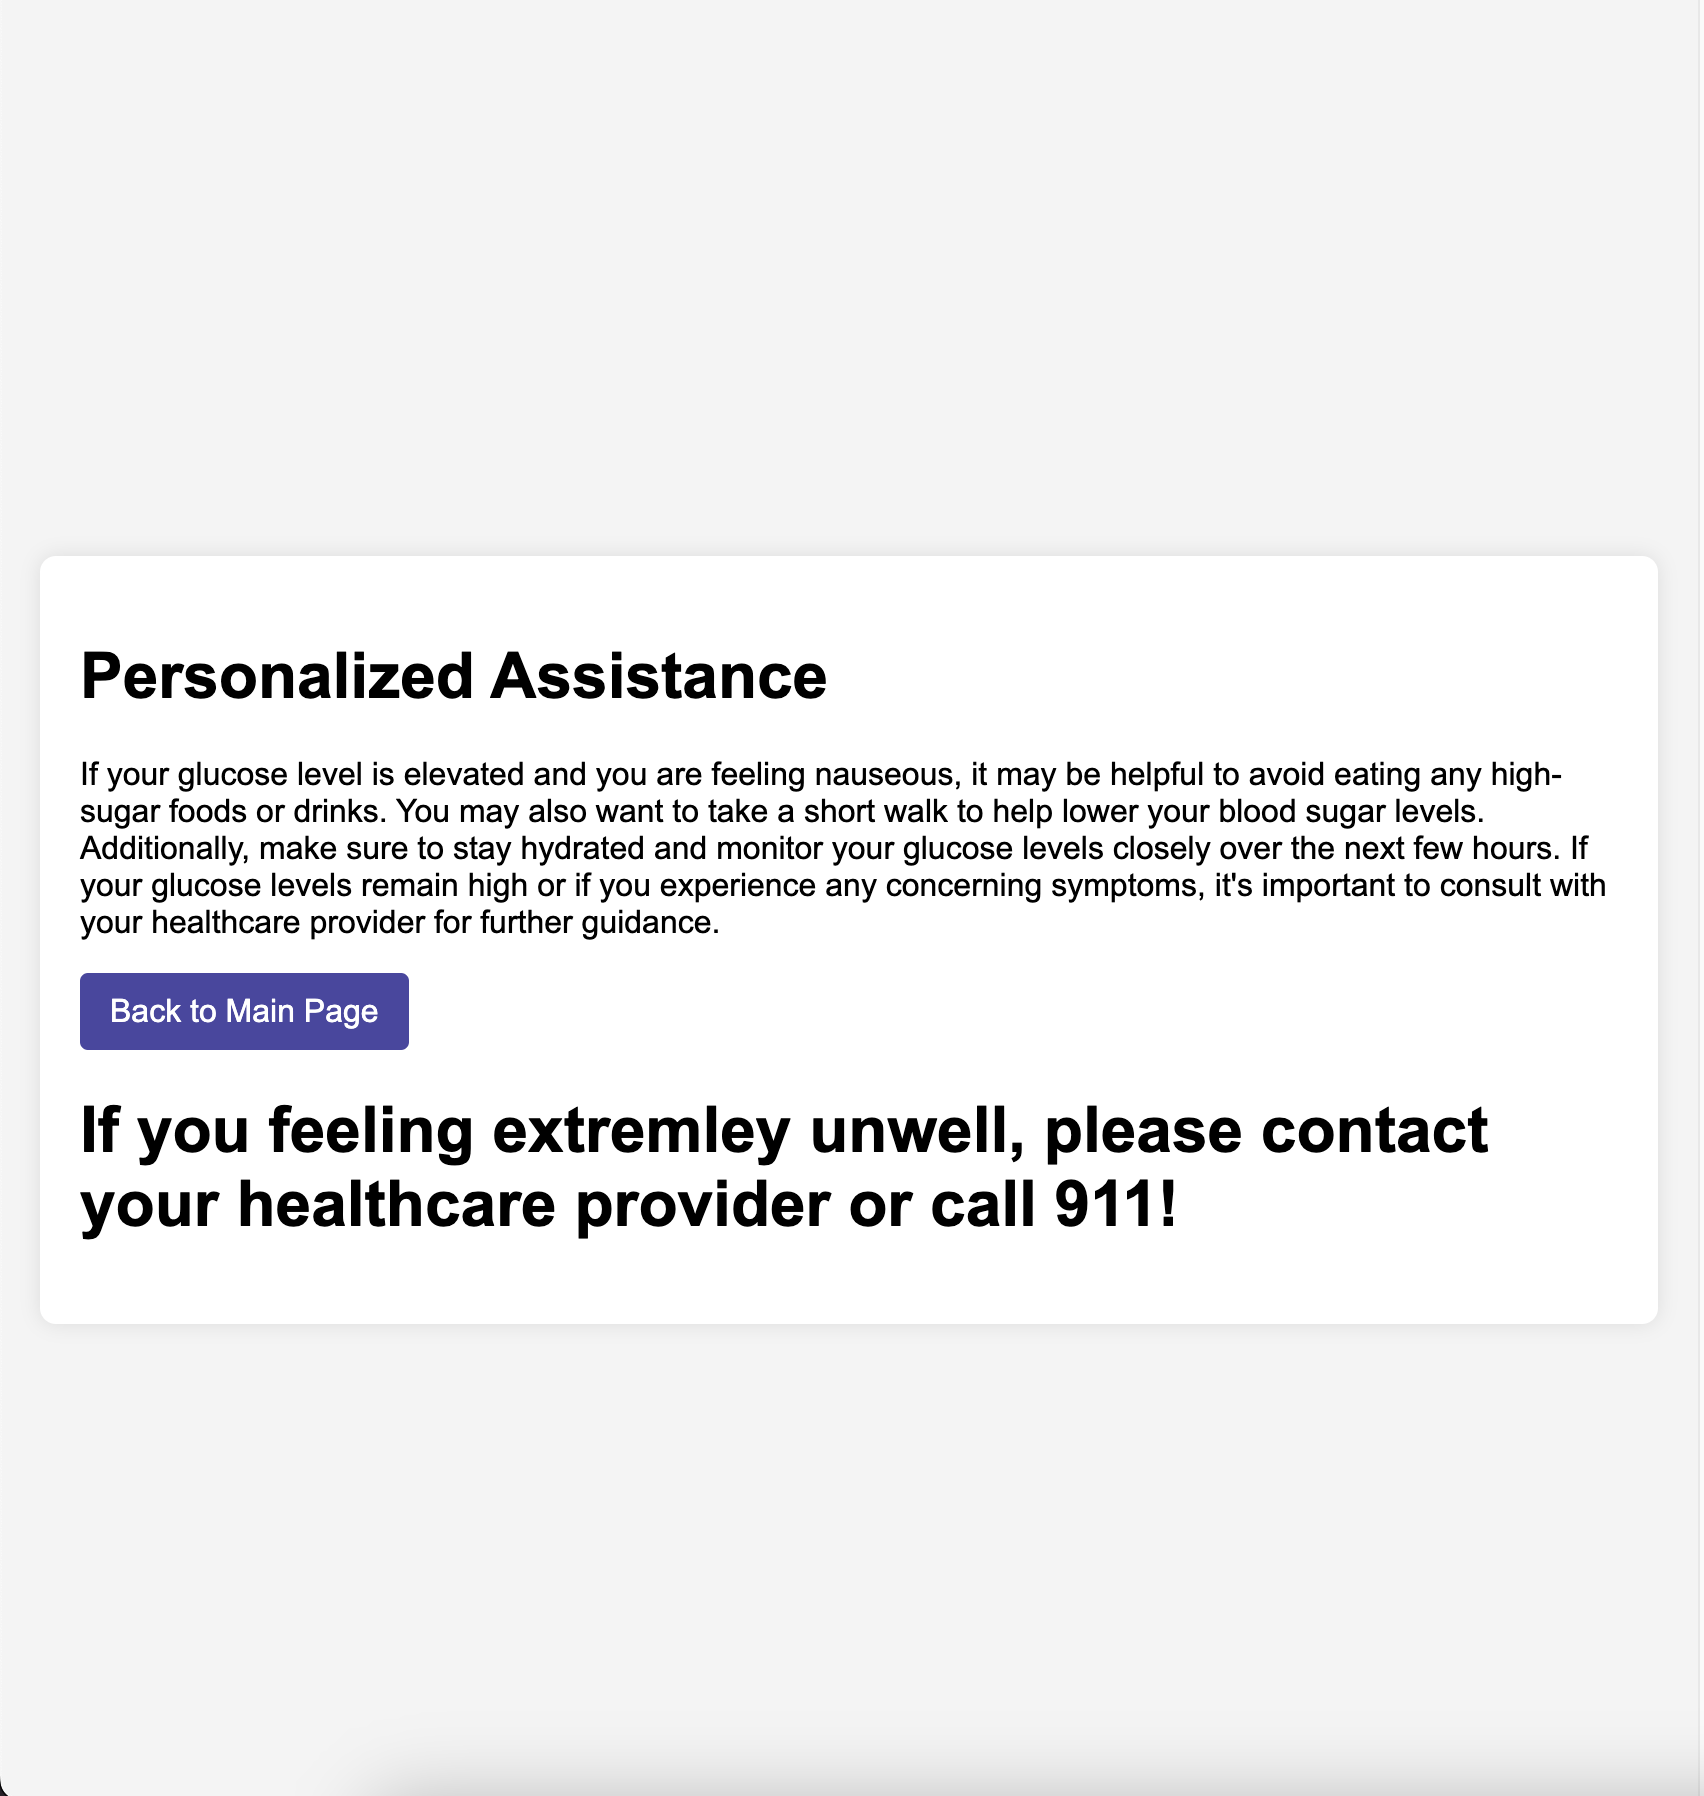 Personalized Assistance
If your glucose level is elevated and you are feeling nauseous, it may be helpful to avoid eating any high-
sugar foods or drinks. You may also want to take a short walk to help lower your blood sugar levels.
Additionally, make sure to stay hydrated and monitor your glucose levels closely over the next few hours. If
your glucose levels remain high or if you experience any concerning symptoms, it's important to consult with
your healthcare provider for further guidance.
Back to Main Page
If you feeling extremley unwell, please contact
your healthcare provider or call 911!